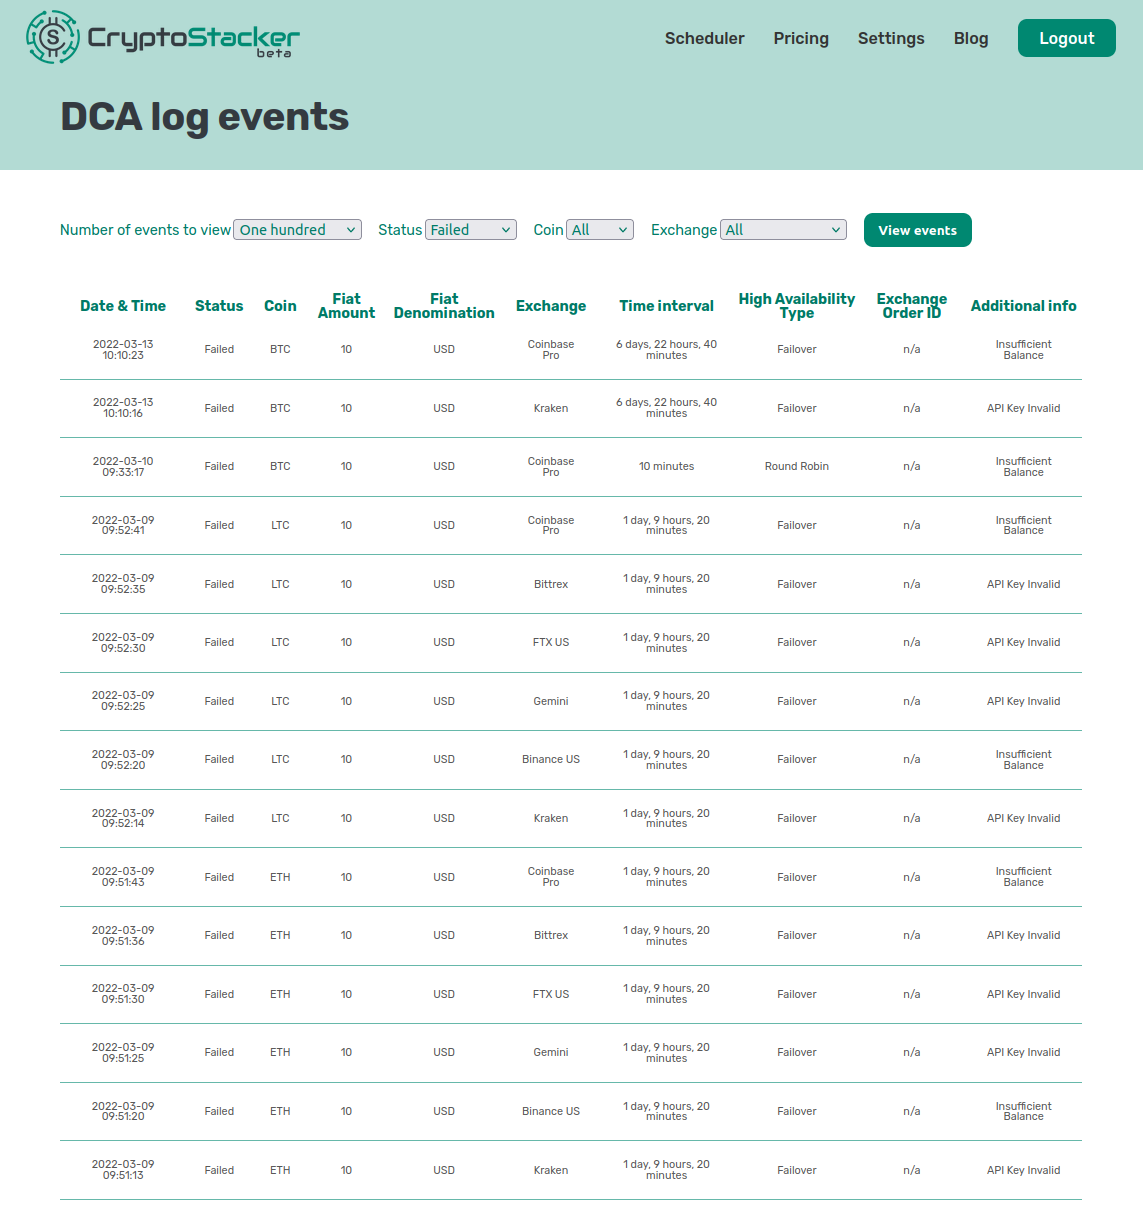 CryptoStacker
beta
Scheduler Pricing Settings Blog Logout
DCA log events
Number of events to view One hundred Status Failed Coin All Exchange All View events
Date & Time Status Coin Fiat Amount Fiat Denomination Exchange Time interval High Availability Type Exchange Order ID Additional info
2022-03-13 10:10:23 Failed BTC 10 USD Coinbase Pro 6 days, 22 hours, 40 minutes Failover n/a Insufficient Balance
2022-03-13 10:10:16 Failed BTC 10 USD Kraken 6 days, 22 hours, 40 minutes Failover n/a API Key Invalid
2022-03-10 09:33:17 Failed BTC 10 USD Coinbase Pro 10 minutes Round Robin n/a Insufficient Balance
2022-03-09 09:52:41 Failed LTC 10 USD Coinbase Pro 1 day, 9 hours, 20 minutes Failover n/a Insufficient Balance
2022-03-09 09:52:35 Failed LTC 10 USD Bittrex 1 day, 9 hours, 20 minutes Failover n/a API Key Invalid
2022-03-09 09:52:30 Failed LTC 10 USD FTX US 1 day, 9 hours, 20 minutes Failover n/a API Key Invalid
2022-03-09 09:52:25 Failed LTC 10 USD Gemini 1 day, 9 hours, 20 minutes Failover n/a API Key Invalid
2022-03-09 09:52:20 Failed LTC 10 USD Binance US 1 day, 9 hours, 20 minutes Failover n/a Insufficient Balance
2022-03-09 09:52:14 Failed LTC 10 USD Kraken 1 day, 9 hours, 20 minutes Failover n/a API Key Invalid
2022-03-09 09:51:43 Failed ETH 10 USD Coinbase Pro 1 day, 9 hours, 20 minutes Failover n/a Insufficient Balance
2022-03-09 09:51:36 Failed ETH 10 USD Bittrex 1 day, 9 hours, 20 minutes Failover n/a API Key Invalid
2022-03-09 09:51:30 Failed ETH 10 USD FTX US 1 day, 9 hours, 20 minutes Failover n/a API Key Invalid
2022-03-09 09:51:25 Failed ETH 10 USD Gemini 1 day, 9 hours, 20 minutes Failover n/a API Key Invalid
2022-03-09 09:51:20 Failed ETH 10 USD Binance US 1 day, 9 hours, 20 minutes Failover n/a Insufficient Balance
2022-03-09 09:51:13 Failed ETH 10 USD Kraken 1 day, 9 hours, 20 minutes Failover n/a API Key Invalid